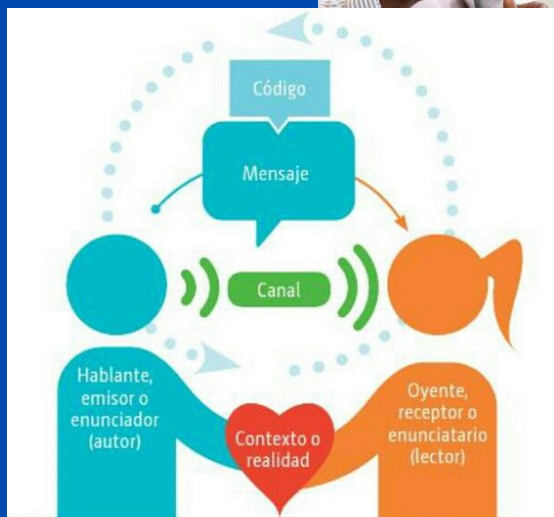 Código
Mensaje
Canal
Hablante,
emisor o
enunciador
(autor)
Contexto o
realidad
Oyente,
receptor o
enunciatario
(lector)